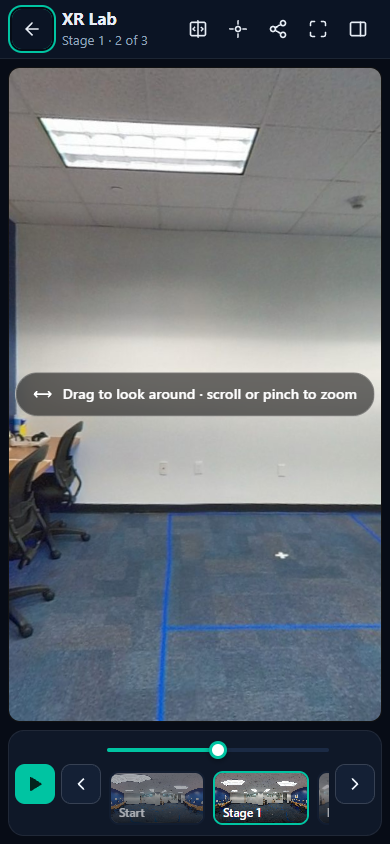 XR Lab
Stage 1 · 2 of 3
Drag to look around · scroll or pinch to zoom
Start
Stage 1